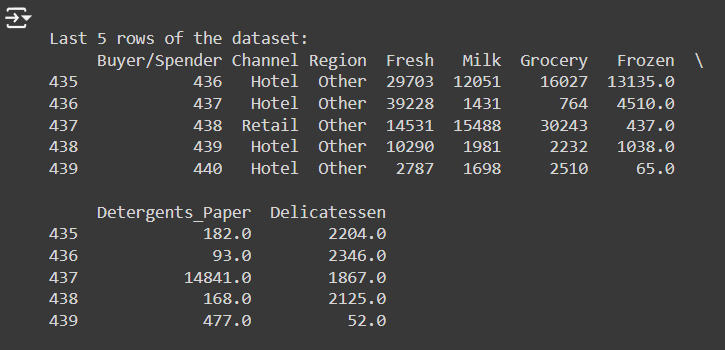 Last 5 rows of the dataset:
     Buyer/Spender Channel Region  Fresh   Milk  Grocery   Frozen  \
435            436   Hotel  Other  29703  12051    16027  13135.0
436            437   Hotel  Other  39228   1431      764   4510.0
437            438  Retail  Other  14531  15488    30243    437.0
438            439   Hotel  Other  10290   1981     2232   1038.0
439            440   Hotel  Other   2787   1698     2510     65.0
     Detergents_Paper  Delicatessen
435             182.0        2204.0
436              93.0        2346.0
437           14841.0        1867.0
438             168.0        2125.0
439             477.0          52.0